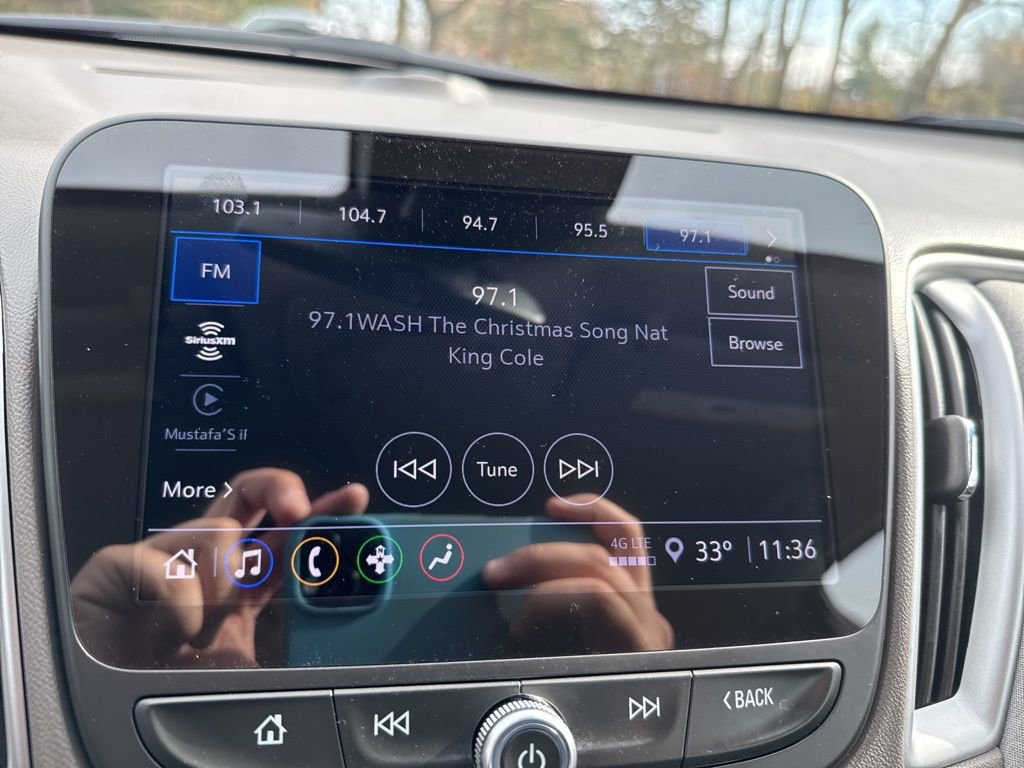 103.1
104.7
94.7
95.5
97.1
FM
97.1
Sound
97.1WASH The Christmas Song Nat
King Cole
Browse
SiriusXM
Mustafa'S iP
Tune
More
4G LTE
33°
11:36
BACK